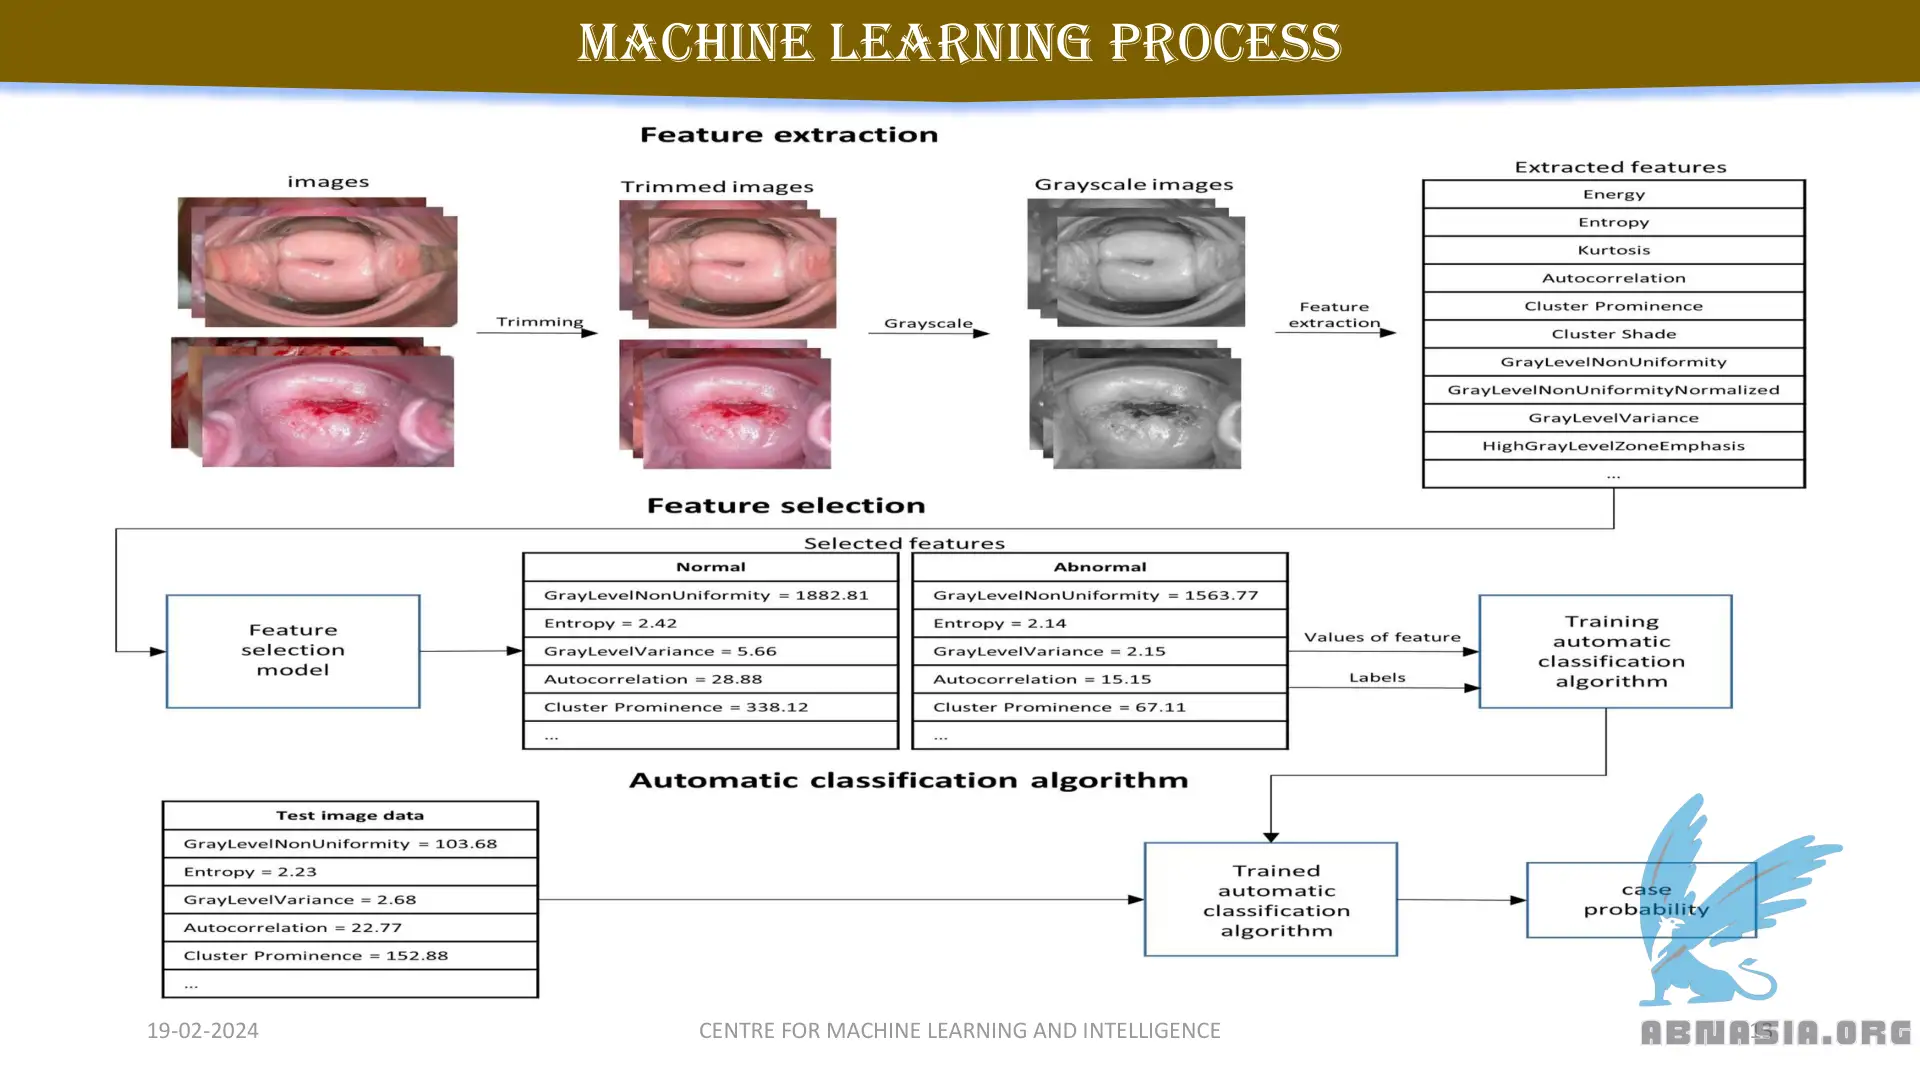 MACHINE LEARNING PROCESS
Feature extraction
images
Trimmed images
Grayscale images
Extracted features
Trimming
Grayscale
Feature
extraction
Energy
Entropy
Kurtosis
Autocorrelation
Cluster Prominence
Cluster Shade
GrayLevelNonUniformity
GrayLevelNonUniformityNormalized
GrayLevelVariance
HighGrayLevelZoneEmphasis
...
Feature selection
Selected features
Feature
selection
model
Normal
GrayLevelNonUniformity = 1882.81
Entropy = 2.42
GrayLevelVariance = 5.66
Autocorrelation = 28.88
Cluster Prominence = 338.12
...
Abnormal
GrayLevelNonUniformity = 1563.77
Entropy = 2.14
GrayLevelVariance = 2.15
Autocorrelation = 15.15
Cluster Prominence = 67.11
...
Values of feature
Labels
Training
automatic
classification
algorithm
Automatic classification algorithm
Test image data
GrayLevelNonUniformity = 103.68
Entropy = 2.23
GrayLevelVariance = 2.68
Autocorrelation = 22.77
Cluster Prominence = 152.88
...
Trained
automatic
classification
algorithm
case
probability
19-02-2024
CENTRE FOR MACHINE LEARNING AND INTELLIGENCE
ABNASIA.ORG